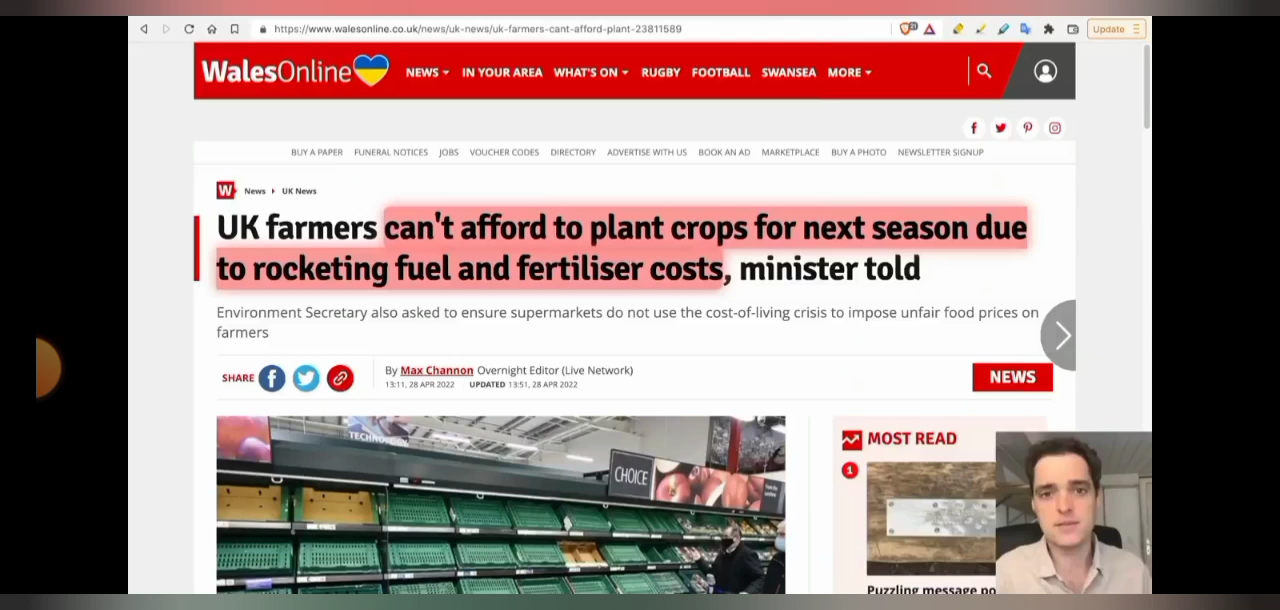 https://www.walesonline.co.uk/news/uk-news/uk-farmers-cant-afford-plant-23811589
21
Update
WalesOnline
NEWS IN YOUR AREA WHAT'S ON RUGBY FOOTBALL SWANSEA MORE
BUY A PAPER FUNERAL NOTICES JOBS VOUCHER CODES DIRECTORY ADVERTISE WITH US BOOK AN AD MARKETPLACE BUY A PHOTO NEWSLETTER SIGNUP
W News UK News
UK farmers can't afford to plant crops for next season due
to rocketing fuel and fertiliser costs, minister told
Environment Secretary also asked to ensure supermarkets do not use the cost-of-living crisis to impose unfair food prices on
farmers
SHARE
By Max Channon Overnight Editor (Live Network)
13:11, 28 APR 2022 UPDATED 13:51, 28 APR 2022
NEWS
TECHNOLOGY
CHOICE
MOST READ
1
Puzzling message